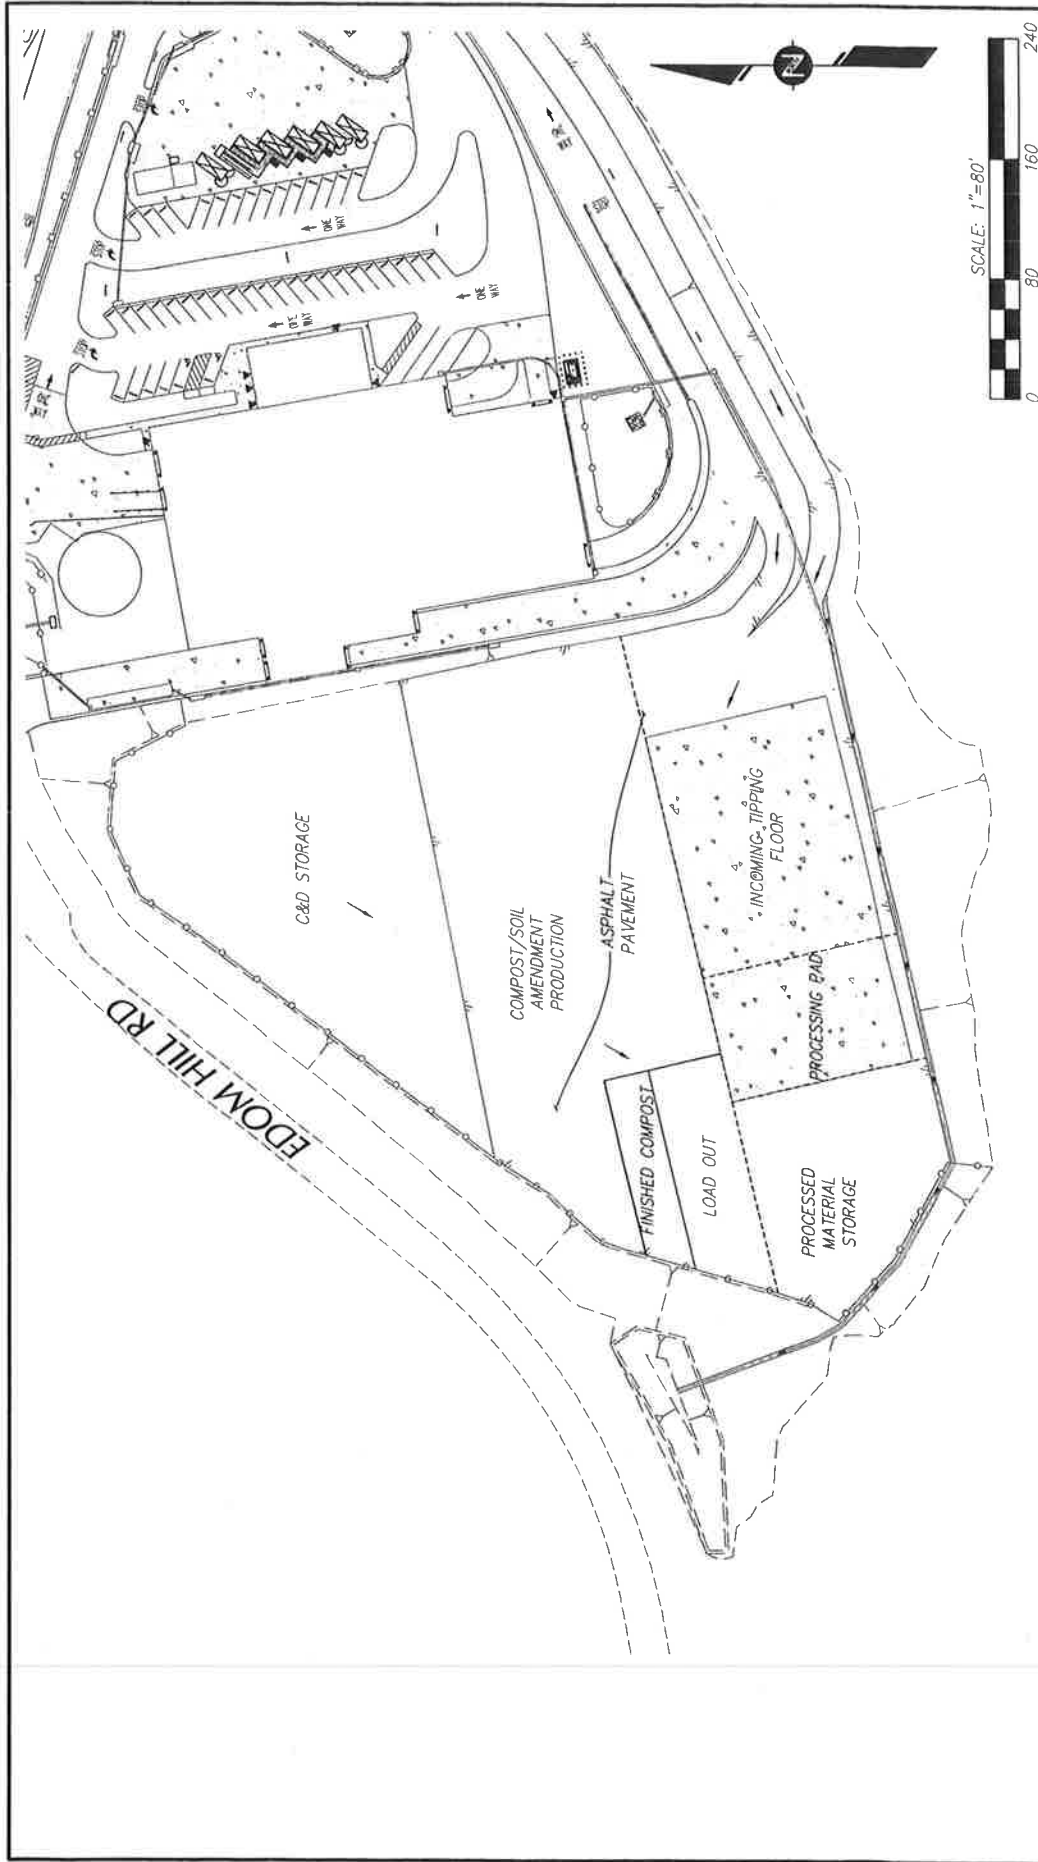 EDOM HILL RD
C&D STORAGE
COMPOST/SOIL
AMENDMENT
PRODUCTION
ASPHALT
PAVEMENT
FINISHED COMPOST
LOAD OUT
PROCESSED
MATERIAL
STORAGE
PROCESSING PAD
INCOMING TIPPING
FLOOR
STOP
STOP
STOP
ONE
WAY
ONE
WAY
ONE
WAY
STOP
ONE
WAY
N
SCALE: 1"=80'
0 80 160 240